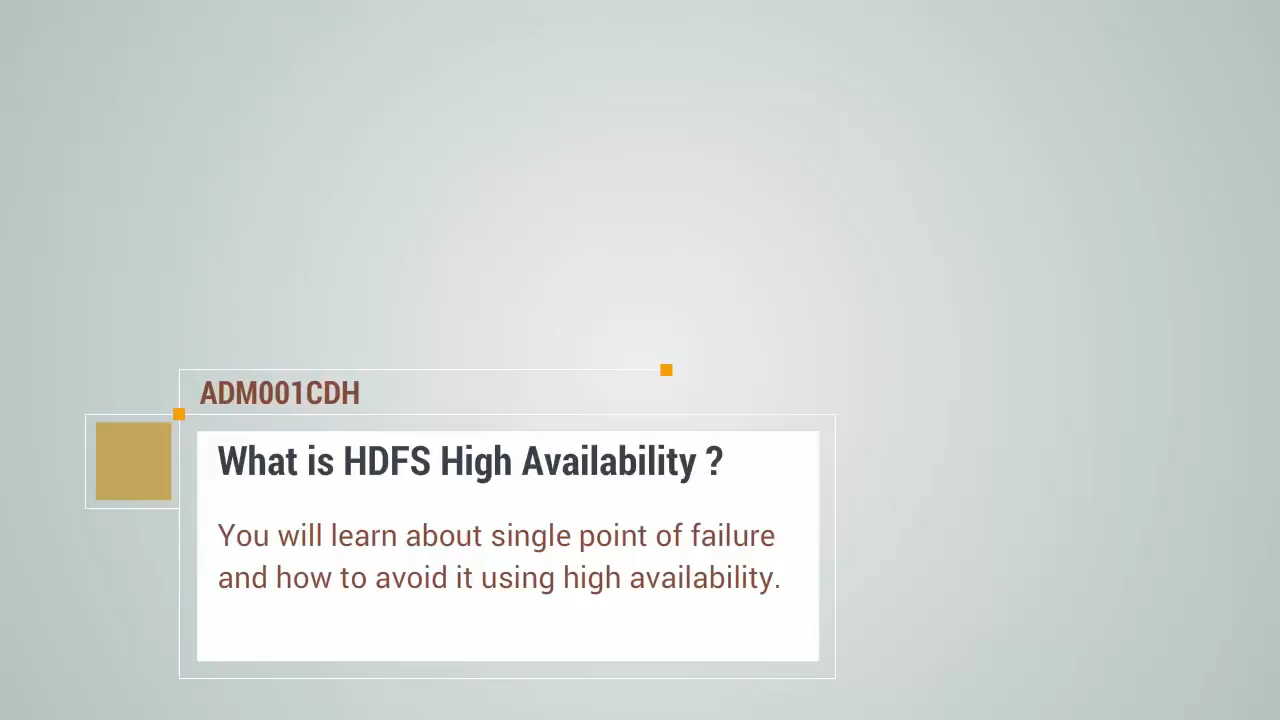 ADM001CDH
What is HDFS High Availability ?
You will learn about single point of failure
and how to avoid it using high availability.